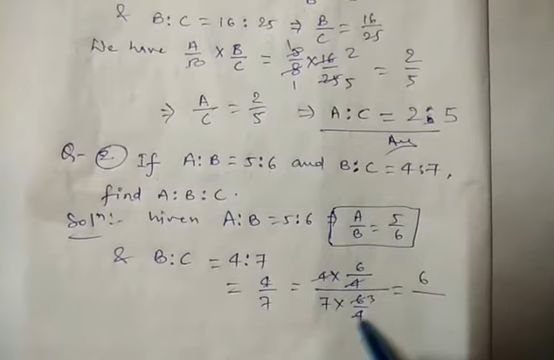 & B:C = 16 : 25 ⇒ B/C = 16/25
We have A/B × B/C = 5/8 × 16/25 = 2/5
⇒ A/C = 2/5 ⇒ A:C = 2:5
Ans
Q-② If A:B = 5:6 and B:C = 4:7,
find A:B:C.
Solⁿ:- Given A:B = 5:6 ⇒ A/B = 5/6
& B:C = 4:7
= 4/7 = (4 × 6/4)/(7 × 6/4) = 6/